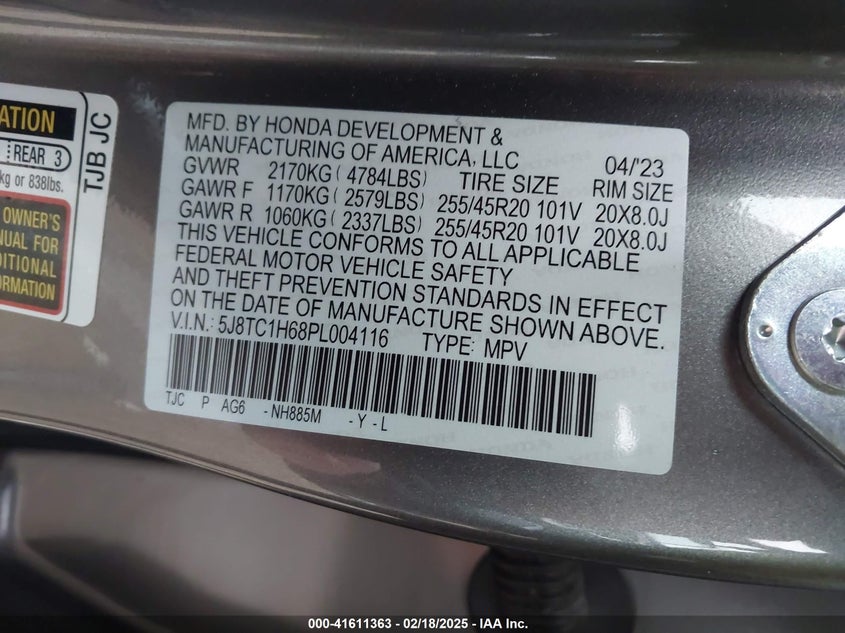 ATION
REAR 3
kg or 838lbs.
OWNER'S
NUAL FOR
DITIONAL
FORMATION
TJB JC
MFD. BY HONDA DEVELOPMENT &
MANUFACTURING OF AMERICA, LLC 04/'23
GVWR 2170KG ( 4784LBS) TIRE SIZE RIM SIZE
GAWR F 1170KG ( 2579LBS) 255/45R20 101V 20X8.0J
GAWR R 1060KG ( 2337LBS) 255/45R20 101V 20X8.0J
THIS VEHICLE CONFORMS TO ALL APPLICABLE
FEDERAL MOTOR VEHICLE SAFETY
AND THEFT PREVENTION STANDARDS IN EFFECT
ON THE DATE OF MANUFACTURE SHOWN ABOVE.
V.I.N.: 5J8TC1H68PL004116 TYPE: MPV
TJC P AG6 -NH885M -Y-L
000-41611363 — 02/18/2025 — IAA Inc.